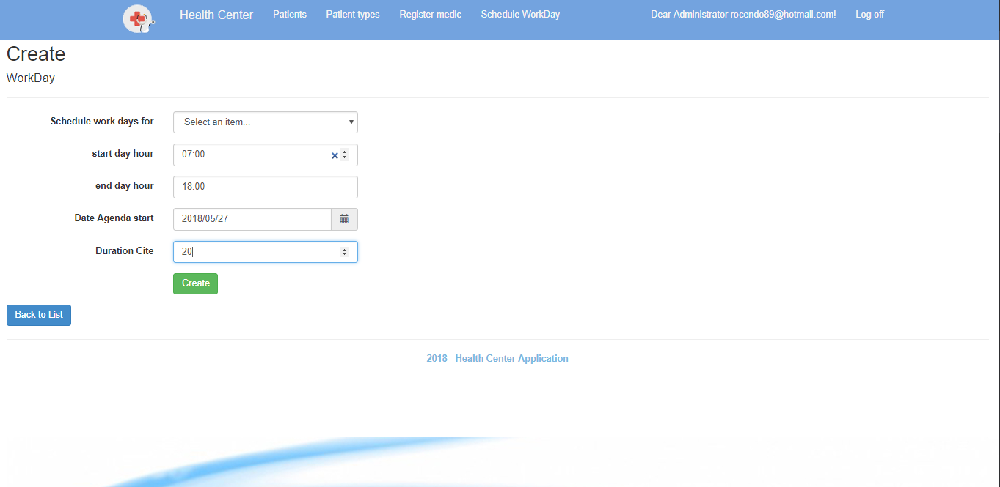 Health Center Patients Patient types Register medic Schedule WorkDay Dear Administrator rocendo89@hotmail.com! Log off
Create
WorkDay
Schedule work days for Select an item...
start day hour 07:00
end day hour 18:00
Date Agenda start 2018/05/27
Duration Cite 20
Create
Back to List
2018 - Health Center Application